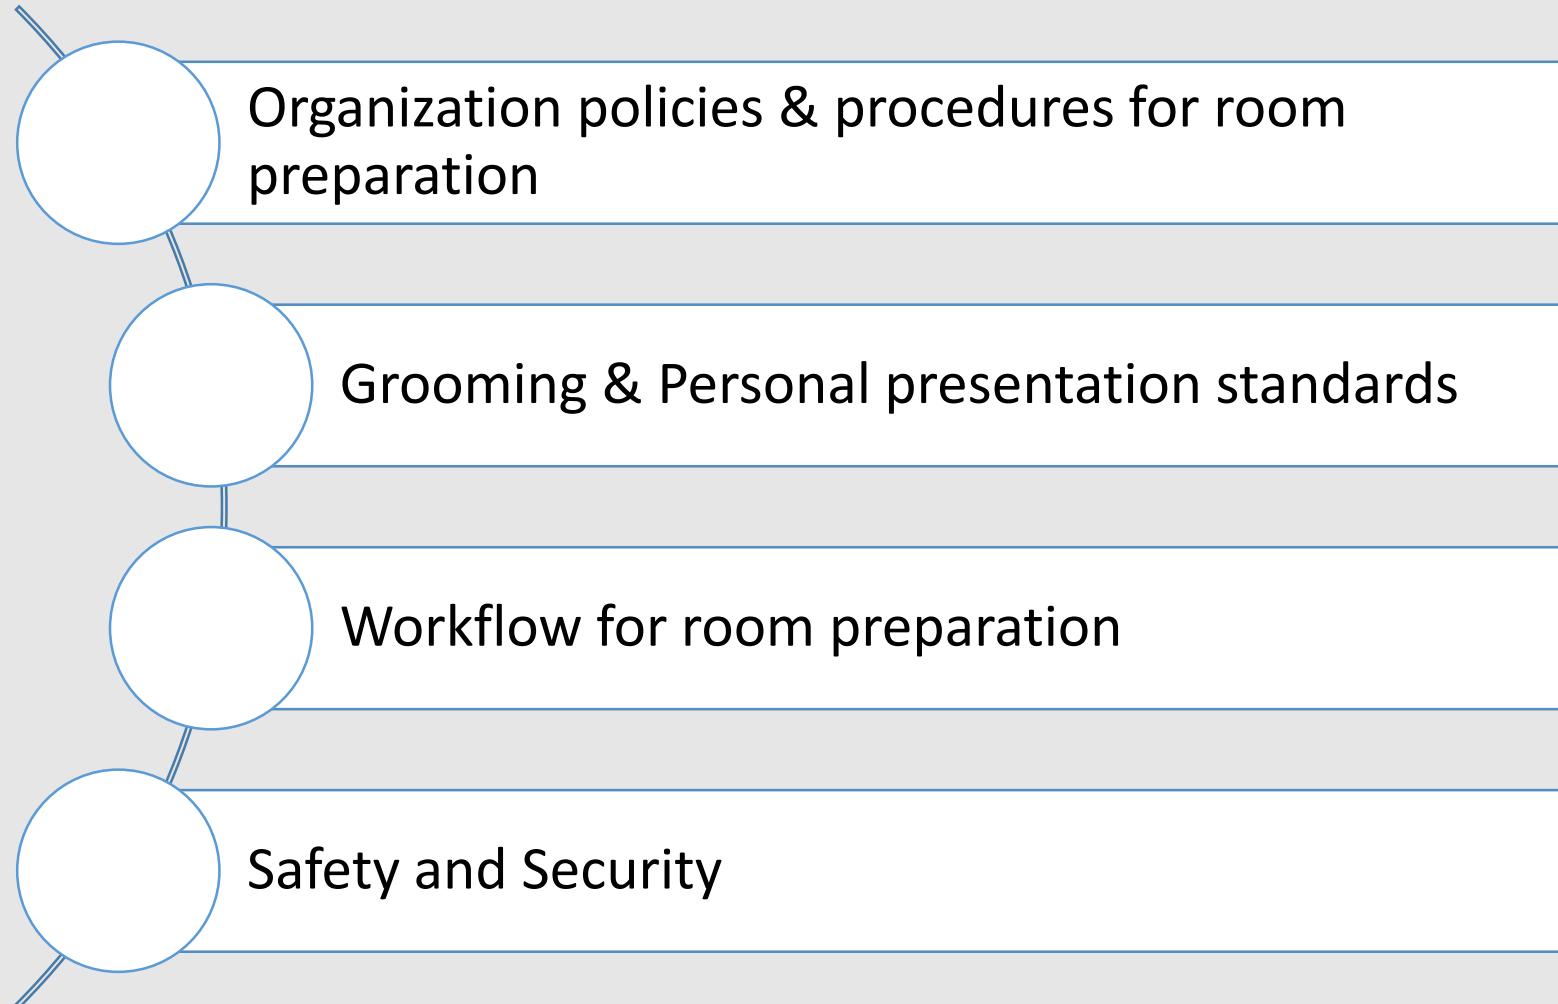 Organization policies & procedures for room
preparation
Grooming & Personal presentation standards
Workflow for room preparation
Safety and Security